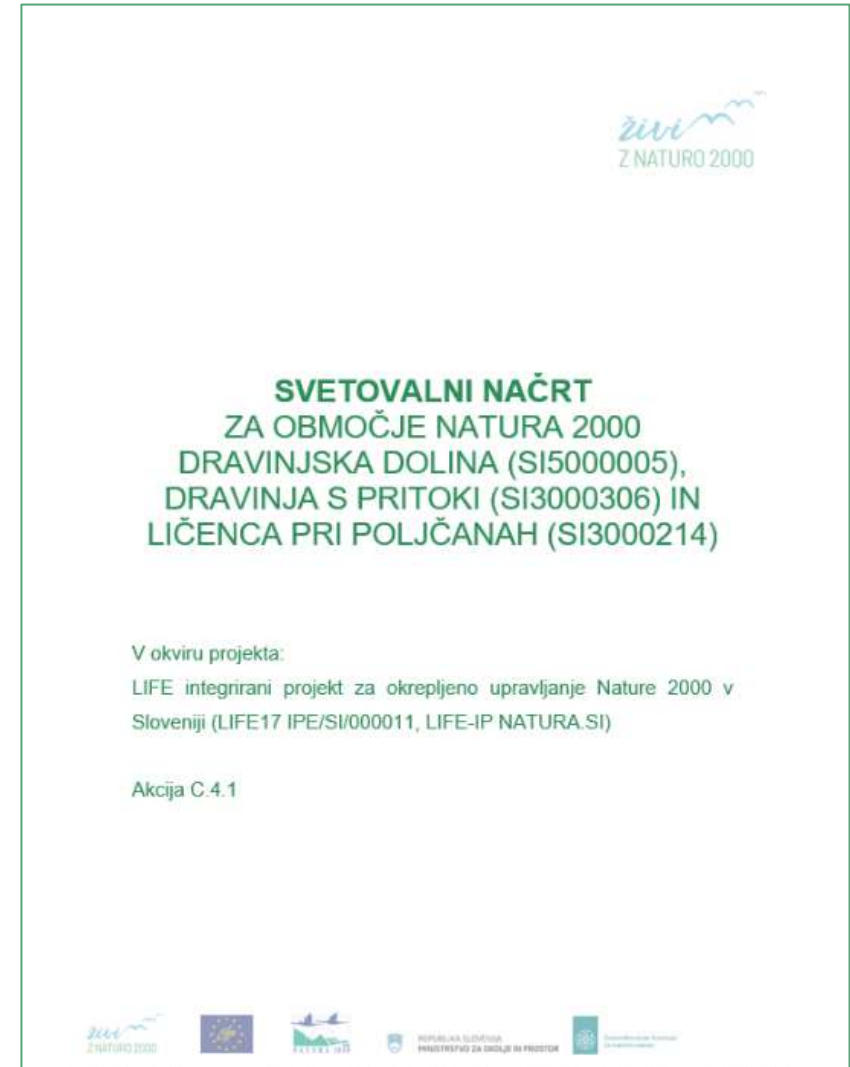 živi
Z NATURO 2000
SVETOVALNI NAČRT
ZA OBMOČJE NATURA 2000
DRAVINJSKA DOLINA (SI5000005),
DRAVINJA S PRITOKI (SI3000306) IN
LIČENCA PRI POLJČANAH (SI3000214)
V okviru projekta:
LIFE integrirani projekt za okrepljeno upravljanje Nature 2000 v
Sloveniji (LIFE17 IPE/SI/000011, LIFE-IP NATURA.SI)
Akcija C.4.1
živi
Z NATURO 2000
NATURA 2000
REPUBLIKA SLOVENIJA
MINISTRSTVO ZA OKOLJE IN PROSTOR